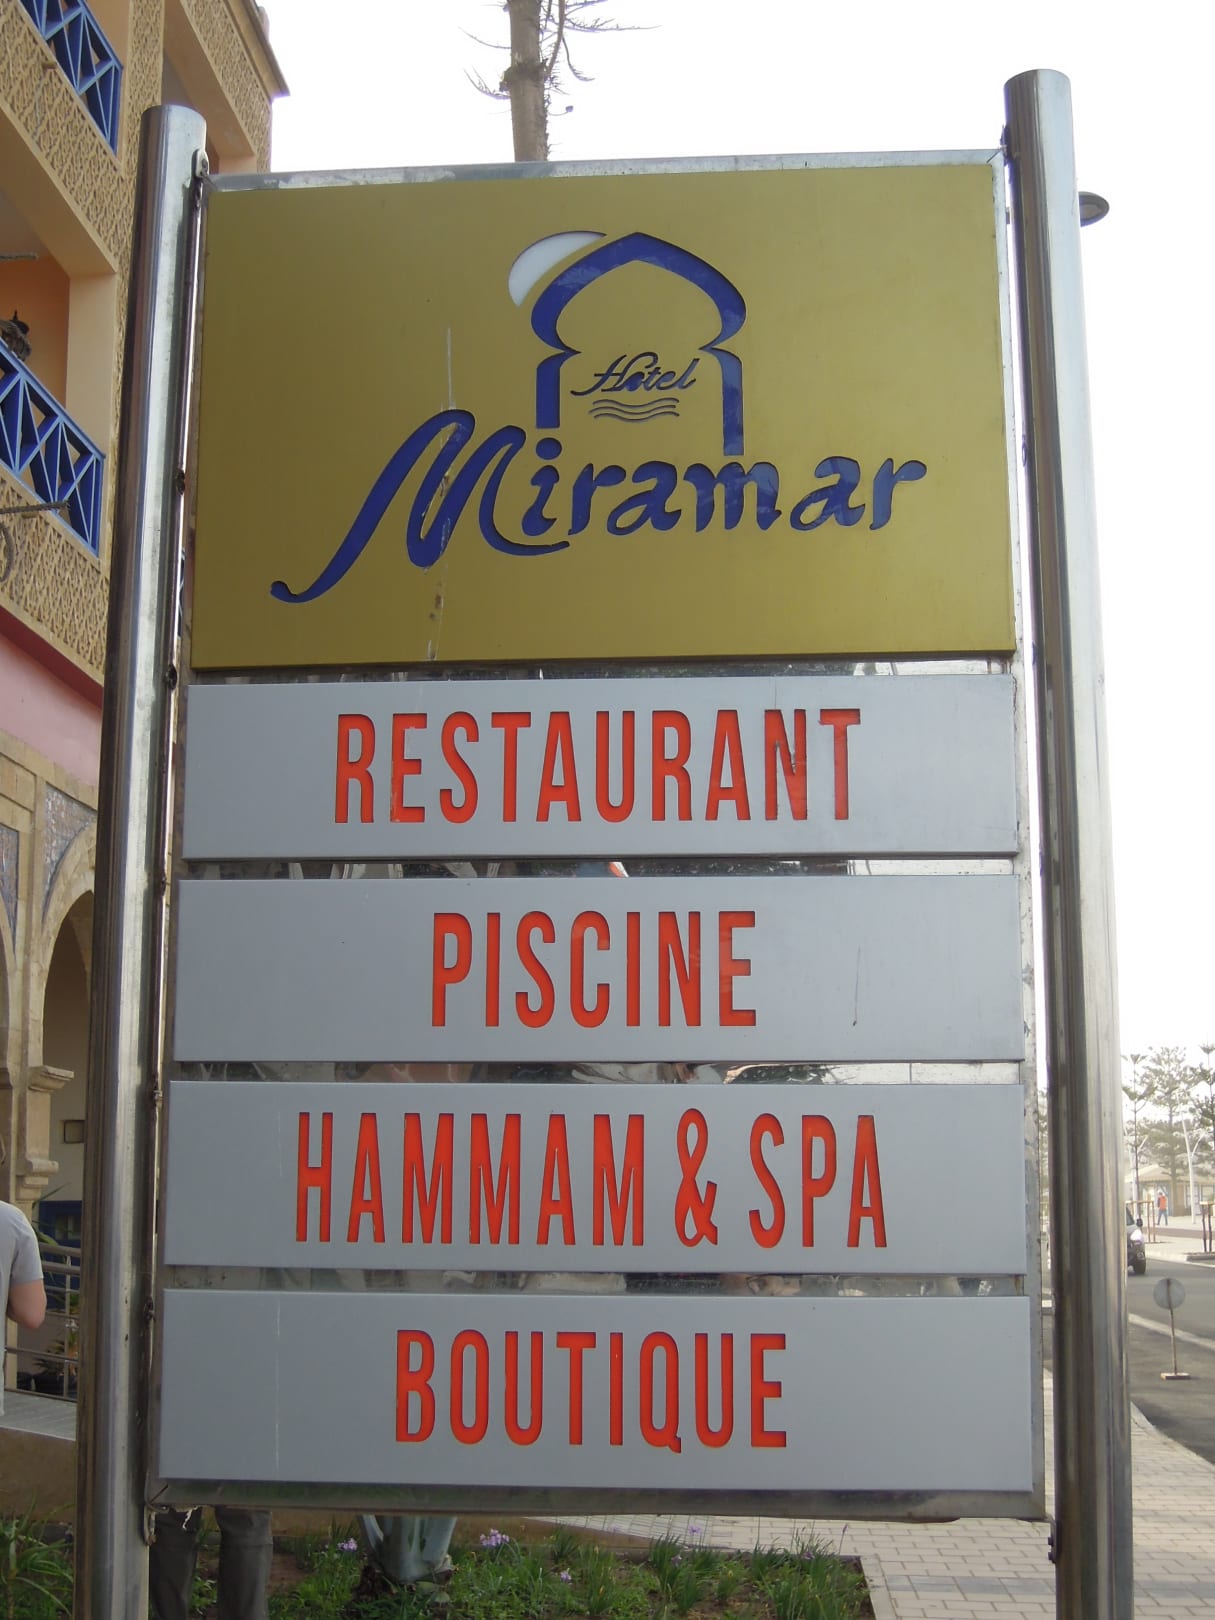 Hotel
Miramar
RESTAURANT
PISCINE
HAMMAM & SPA
BOUTIQUE